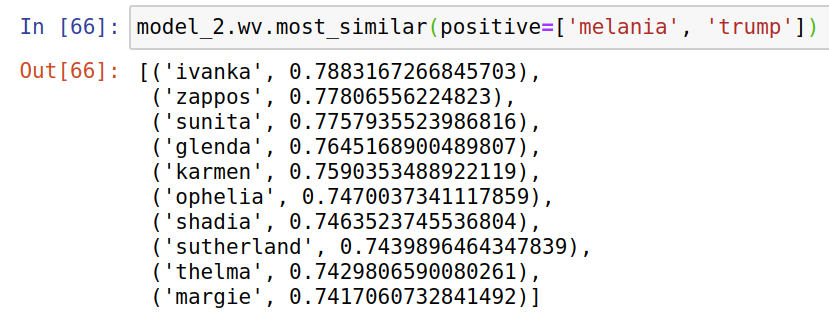 In [66]: model_2.wv.most_similar(positive=['melania', 'trump'])
Out[66]: [('ivanka', 0.7883167266845703),
('zappos', 0.77806556224823),
('sunita', 0.7757935523986816),
('glenda', 0.7645168900489807),
('karmen', 0.7590353488922119),
('ophelia', 0.7470037341117859),
('shadia', 0.7463523745536804),
('sutherland', 0.7439896464347839),
('thelma', 0.7429806590080261),
('margie', 0.7417060732841492)]